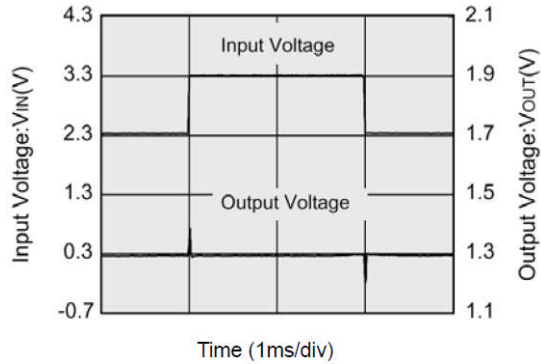 4.3
3.3
2.3
1.3
0.3
-0.7
Input Voltage:VIN(V)
Input Voltage
Output Voltage
2.1
1.9
1.7
1.5
1.3
1.1
Output Voltage:VOUT(V)
Time (1ms/div)